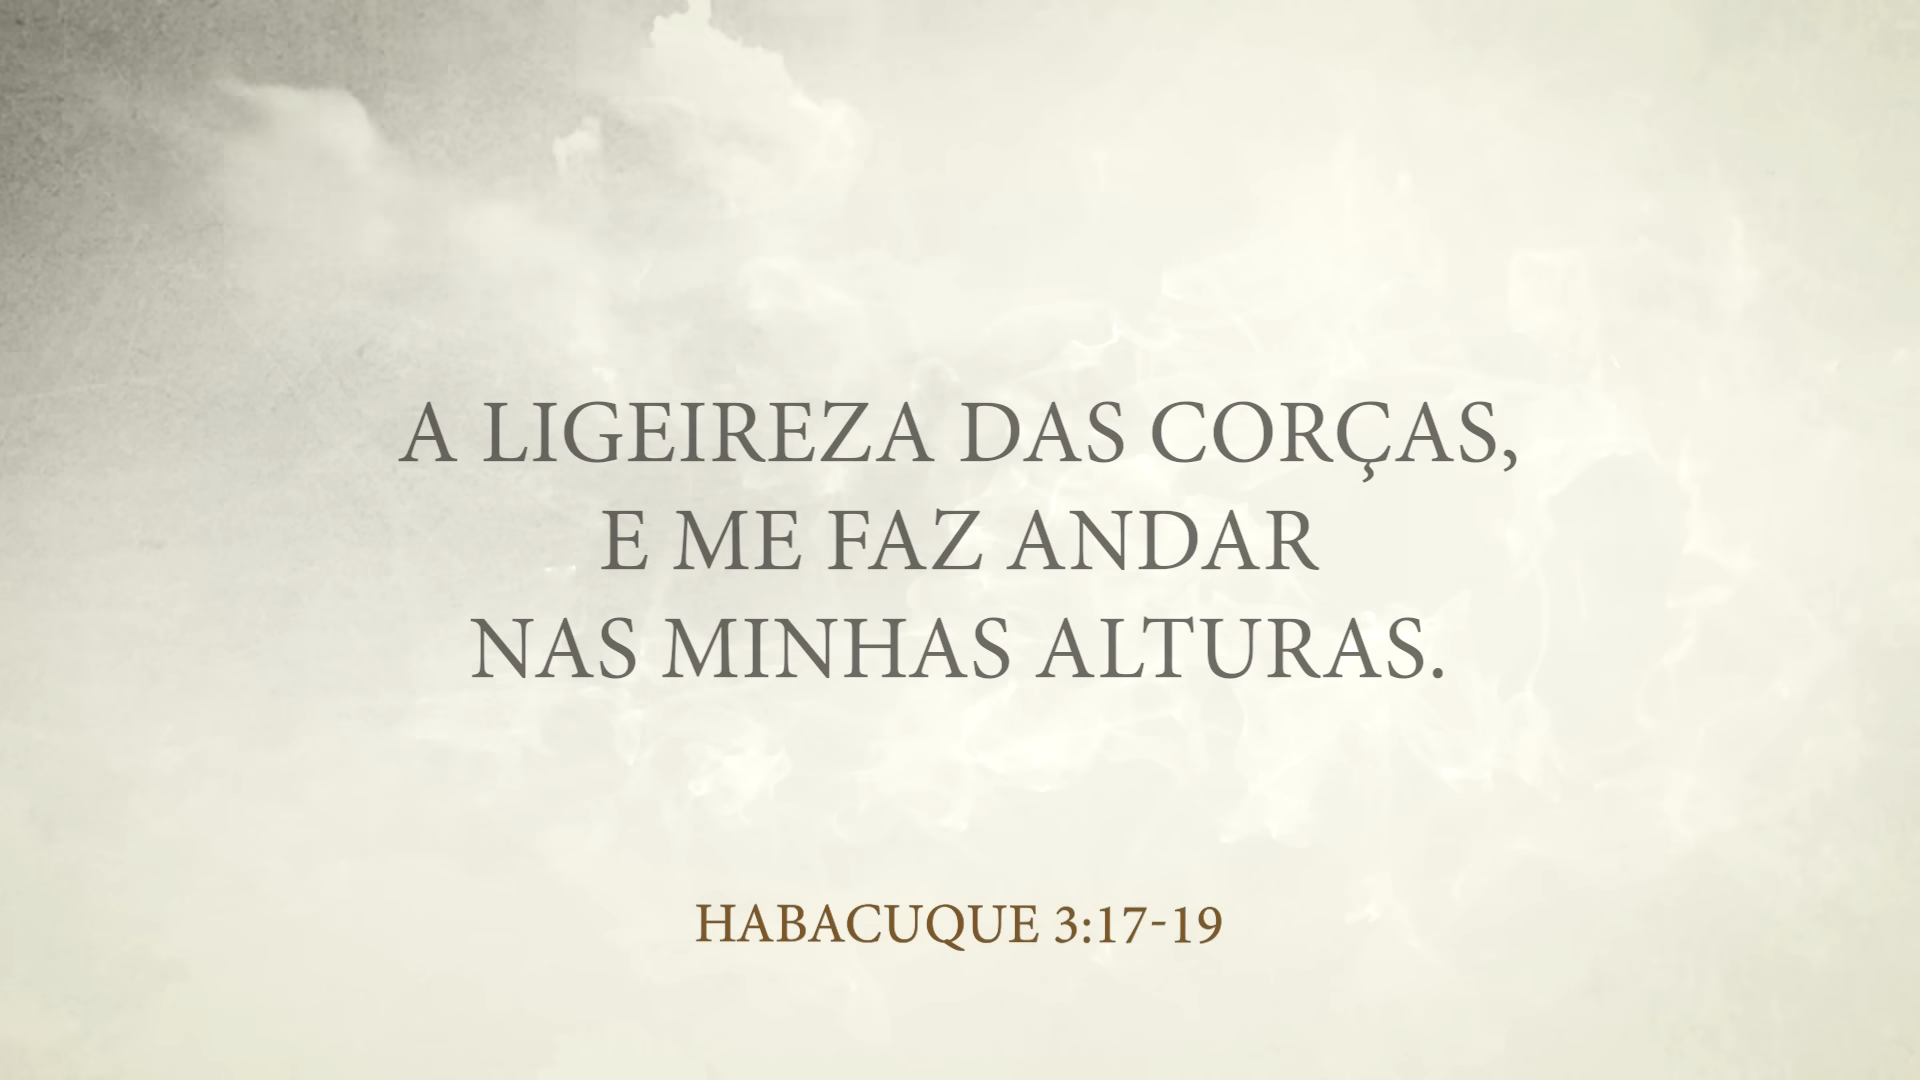 A LIGEIREZA DAS CORÇAS,
E ME FAZ ANDAR
NAS MINHAS ALTURAS.
HABACUQUE 3:17-19